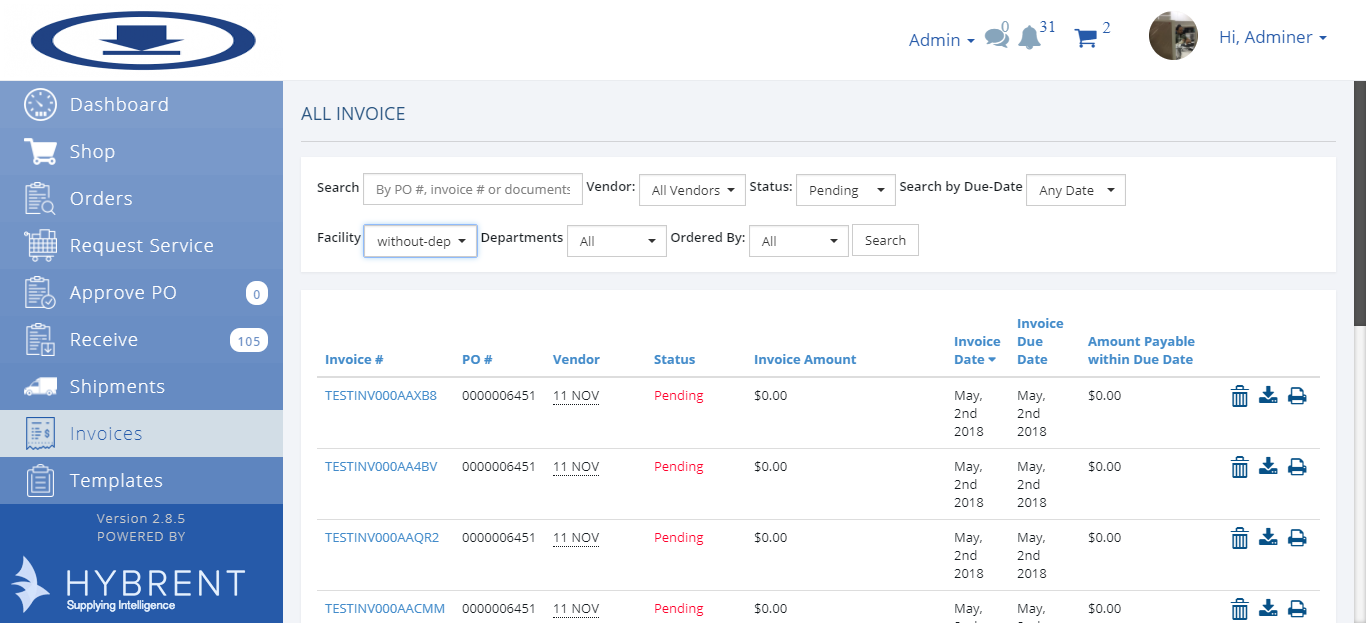 Admin 0 31 2 Hi, Adminer
Dashboard
Shop
Orders
Request Service
Approve PO 0
Receive 105
Shipments
Invoices
Templates
Version 2.8.5
POWERED BY
HYBRENT
Supplying Intelligence
ALL INVOICE
Search By PO #, invoice # or documents Vendor: All Vendors Status: Pending Search by Due-Date Any Date
Facility without-dep Departments All Ordered By: All Search
Invoice # PO # Vendor Status Invoice Amount Invoice Date Invoice Due Date Amount Payable within Due Date
TESTINV000AAXB8 0000006451 11 NOV Pending $0.00 May, 2nd 2018 May, 2nd 2018 $0.00
TESTINV000AA4BV 0000006451 11 NOV Pending $0.00 May, 2nd 2018 May, 2nd 2018 $0.00
TESTINV000AAQR2 0000006451 11 NOV Pending $0.00 May, 2nd 2018 May, 2nd 2018 $0.00
TESTINV000AACMM 0000006451 11 NOV Pending $0.00 May, May, $0.00